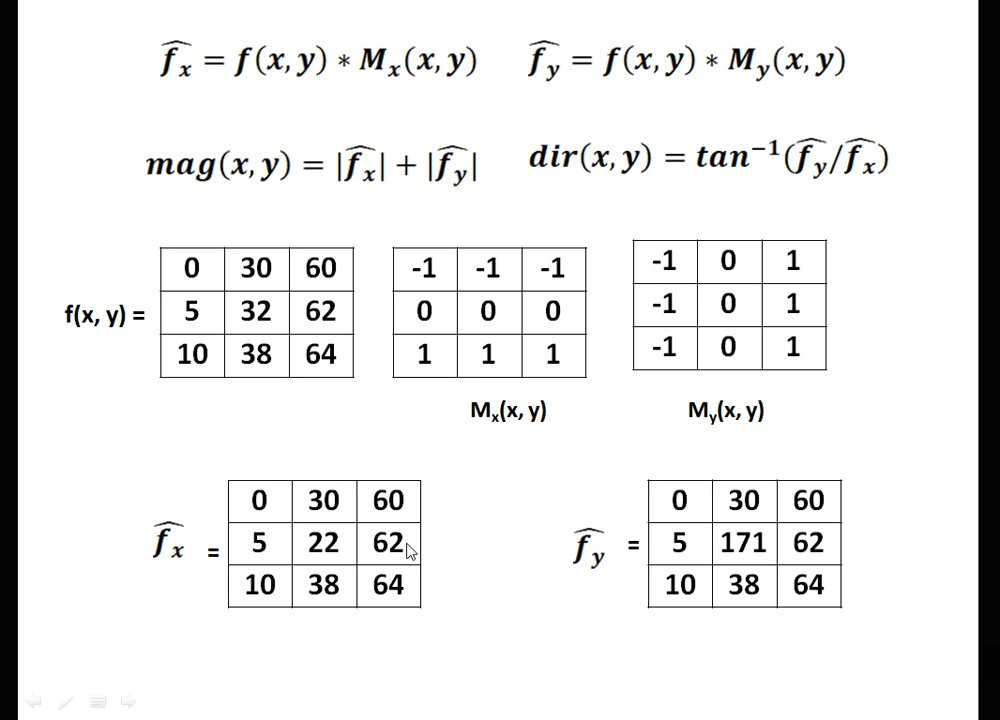 f̂x = f(x, y) * Mx(x, y)    f̂y = f(x, y) * My(x, y)
mag(x, y) = |f̂x| + |f̂y|    dir(x, y) = tan⁻¹(f̂y/f̂x)
f(x, y) =
0 30 60
5 32 62
10 38 64
-1 -1 -1
0 0 0
1 1 1
Mx(x, y)
-1 0 1
-1 0 1
-1 0 1
My(x, y)
f̂x =
0 30 60
5 22 62
10 38 64
f̂y =
0 30 60
5 171 62
10 38 64